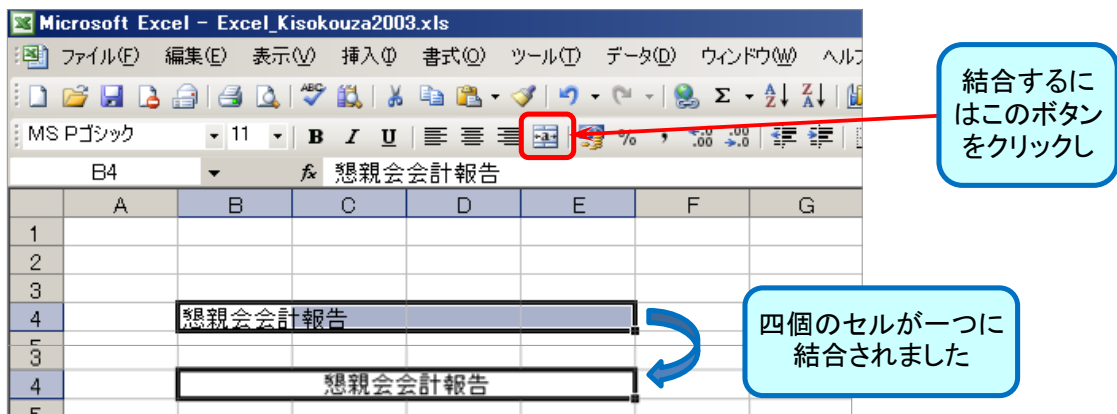 Microsoft Excel - Excel_Kisokouza2003.xls
ファイル(F) 編集(E) 表示(V) 挿入(I) 書式(O) ツール(T) データ(D) ウィンドウ(W) ヘルプ
ABC Σ A Z Z A
MS Pゴシック 11 B I U a % , .0 .00 .00 .0
B4 fx 懇親会会計報告
A B C D E F G
1
2
3
4 懇親会会計報告
3
4 懇親会会計報告
結合するに
はこのボタン
をクリックし
四個のセルが一つに
結合されました